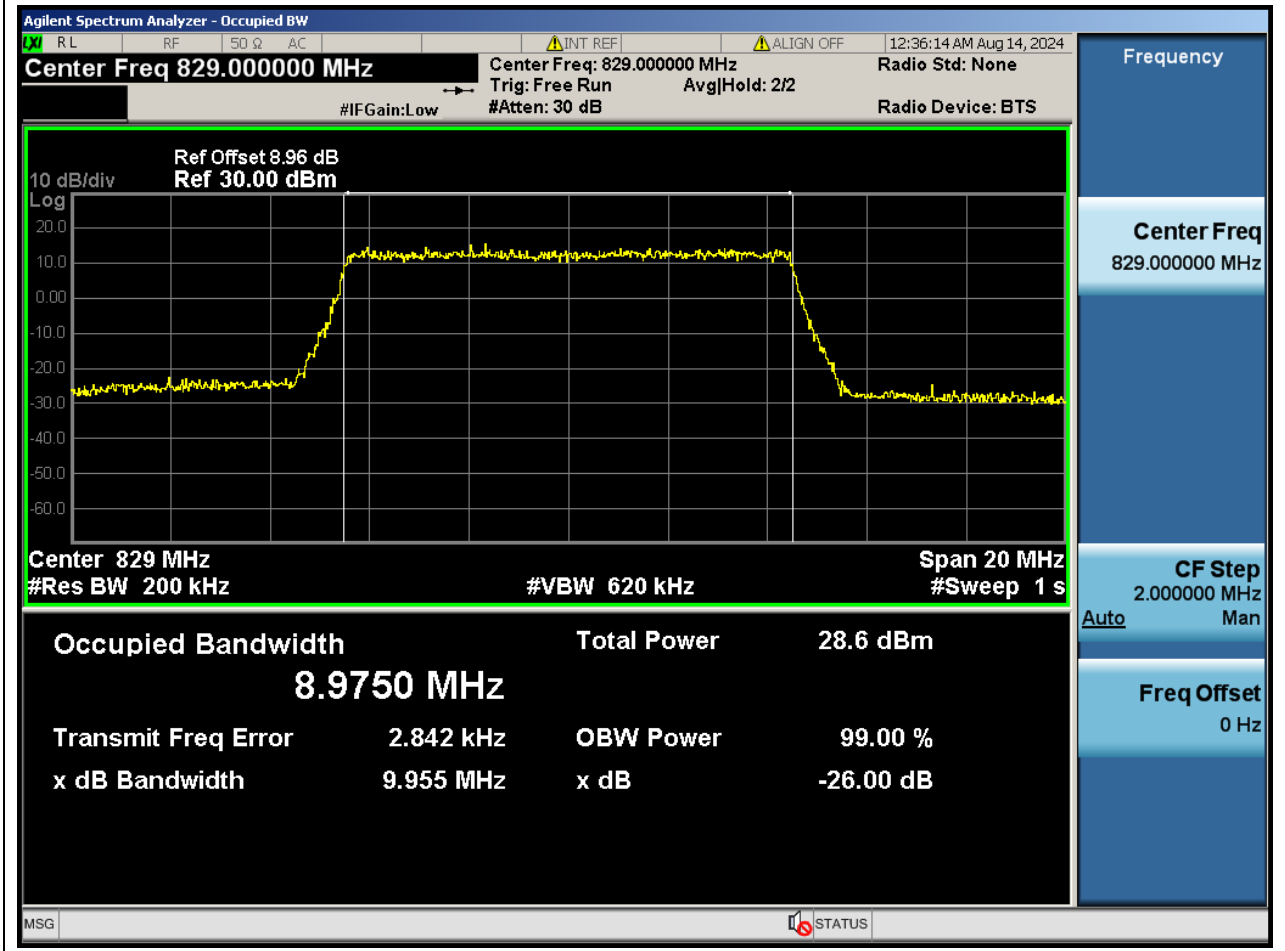 Agilent Spectrum Analyzer - Occupied BW
LXI RL RF 50 Ω AC INT REF ALIGN OFF 12:36:14 AM Aug 14, 2024
Center Freq 829.000000 MHz
Center Freq: 829.000000 MHz Radio Std: None
Trig: Free Run Avg|Hold: 2/2
#IFGain:Low #Atten: 30 dB Radio Device: BTS
Ref Offset 8.96 dB
10 dB/div Ref 30.00 dBm
Log
20.0
10.0
0.00
-10.0
-20.0
-30.0
-40.0
-50.0
-60.0
Center 829 MHz Span 20 MHz
#Res BW 200 kHz #VBW 620 kHz #Sweep 1 s
Occupied Bandwidth Total Power 28.6 dBm
8.9750 MHz
Transmit Freq Error 2.842 kHz OBW Power 99.00 %
x dB Bandwidth 9.955 MHz x dB -26.00 dB
MSG STATUS
Frequency
Center Freq
829.000000 MHz
CF Step
2.000000 MHz
Auto Man
Freq Offset
0 Hz